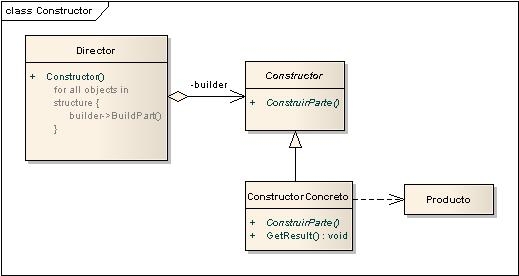 class Constructor
Director
+ Constructor()
for all objects in
structure {
builder->BuildPart()
}
-builder
Constructor
+ ConstruirParte()
ConstructorConcreto
+ ConstruirParte()
+ GetResult() : void
Producto